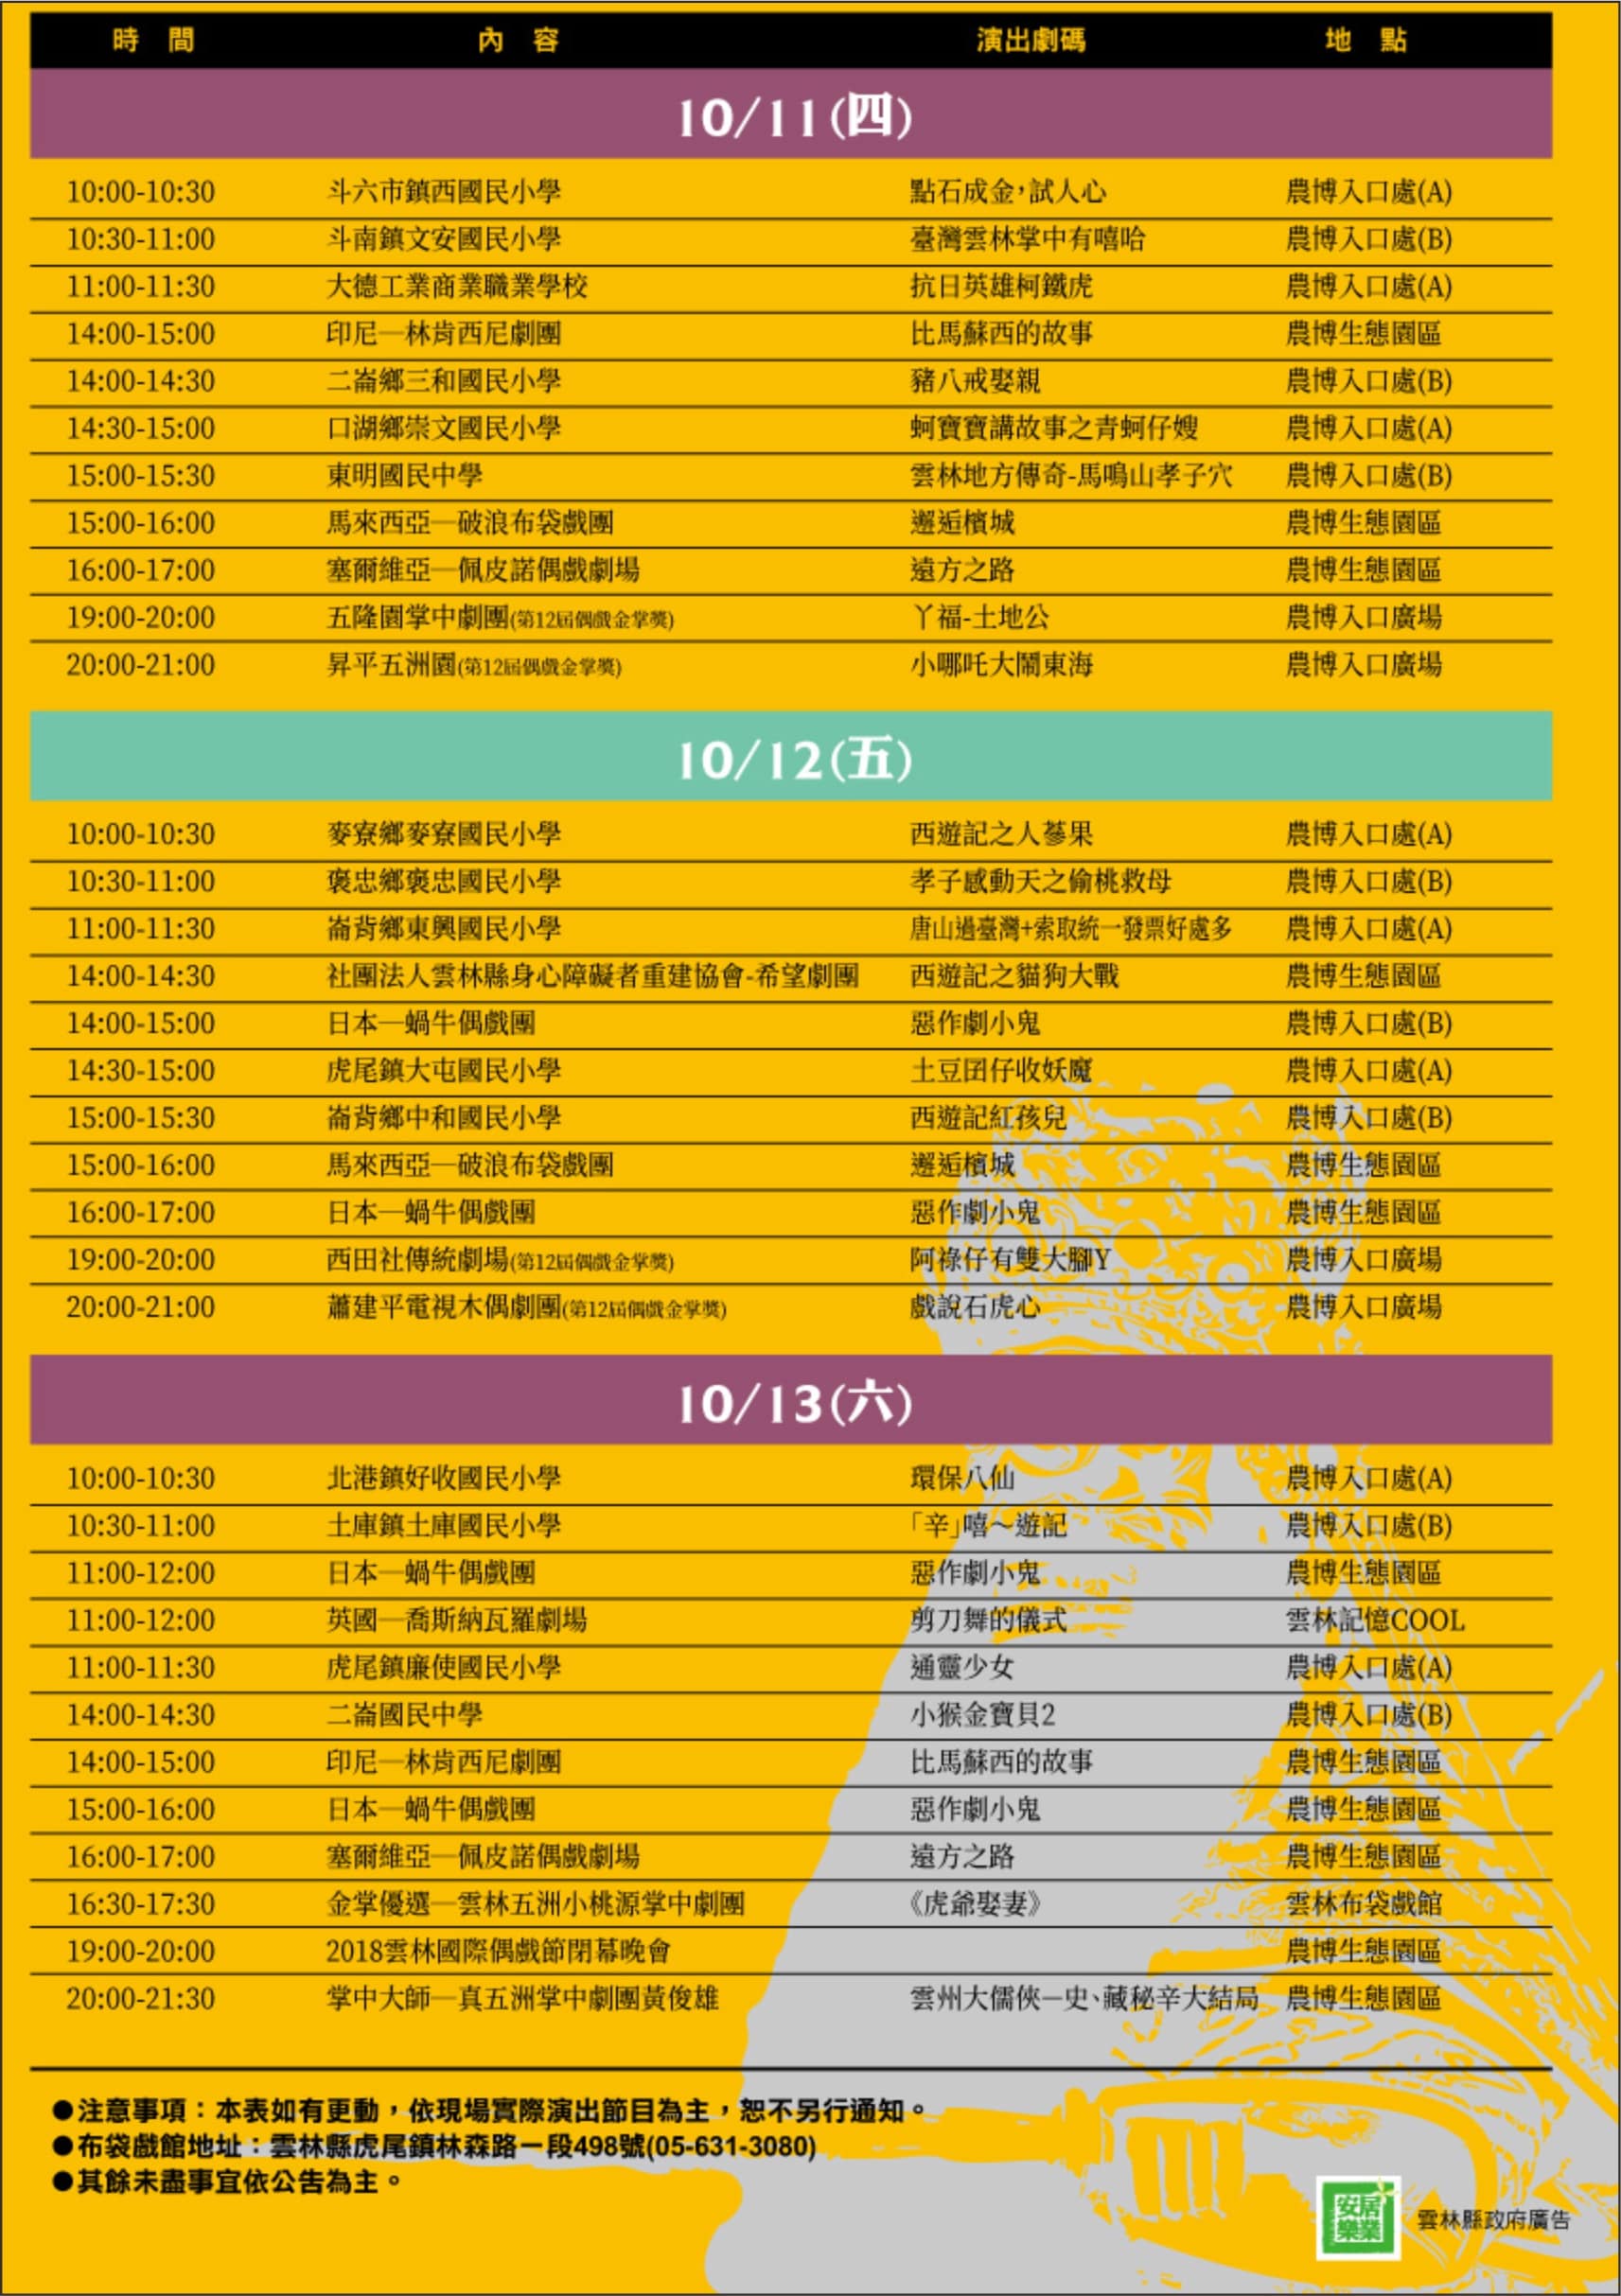 時間 內容 演出劇碼 地點
10/11(四)
10:00-10:30 斗六市鎮西國民小學 點石成金,試人心 農博入口處(A)
10:30-11:00 斗南鎮文安國民小學 臺灣雲林掌中有嘻哈 農博入口處(B)
11:00-11:30 大德工業商業職業學校 抗日英雄柯鐵虎 農博入口處(A)
14:00-15:00 印尼—林肯西尼劇團 比馬蘇西的故事 農博生態園區
14:00-14:30 二崙鄉三和國民小學 豬八戒娶親 農博入口處(B)
14:30-15:00 口湖鄉崇文國民小學 蚵寶寶講故事之青蚵仔嫂 農博入口處(A)
15:00-15:30 東明國民中學 雲林地方傳奇-馬鳴山孝子穴 農博入口處(B)
15:00-16:00 馬來西亞—破浪布袋戲團 邂逅檳城 農博生態園區
16:00-17:00 塞爾維亞—佩皮諾偶戲劇場 遠方之路 農博生態園區
19:00-20:00 五隆園掌中劇團(第12屆偶戲金掌獎) 丫福-土地公 農博入口廣場
20:00-21:00 昇平五洲園(第12屆偶戲金掌獎) 小哪吒大鬧東海 農博入口廣場
10/12(五)
10:00-10:30 麥寮鄉麥寮國民小學 西遊記之人蔘果 農博入口處(A)
10:30-11:00 褒忠鄉褒忠國民小學 孝子感動天之偷桃救母 農博入口處(B)
11:00-11:30 崙背鄉東興國民小學 唐山過臺灣+索取統一發票好處多 農博入口處(A)
14:00-14:30 社團法人雲林縣身心障礙者重建協會-希望劇團 西遊記之貓狗大戰 農博生態園區
14:00-15:00 日本—蝸牛偶戲團 惡作劇小鬼 農博入口處(B)
14:30-15:00 虎尾鎮大屯國民小學 土豆囝仔收妖魔 農博入口處(A)
15:00-15:30 崙背鄉中和國民小學 西遊記紅孩兒 農博入口處(B)
15:00-16:00 馬來西亞—破浪布袋戲團 邂逅檳城 農博生態園區
16:00-17:00 日本—蝸牛偶戲團 惡作劇小鬼 農博生態園區
19:00-20:00 西田社傳統劇場(第12屆偶戲金掌獎) 阿祿仔有雙大腳Y 農博入口廣場
20:00-21:00 蕭建平電視木偶劇團(第12屆偶戲金掌獎) 戲說石虎心 農博入口廣場
10/13(六)
10:00-10:30 北港鎮好收國民小學 環保八仙 農博入口處(A)
10:30-11:00 土庫鎮土庫國民小學 「辛」嘻～遊記 農博入口處(B)
11:00-12:00 日本—蝸牛偶戲團 惡作劇小鬼 農博生態園區
11:00-12:00 英國—喬斯納瓦羅劇場 剪刀舞的儀式 雲林記憶COOL
11:00-11:30 虎尾鎮廉使國民小學 通靈少女 農博入口處(A)
14:00-14:30 二崙國民中學 小猴金寶貝2 農博入口處(B)
14:00-15:00 印尼—林肯西尼劇團 比馬蘇西的故事 農博生態園區
15:00-16:00 日本—蝸牛偶戲團 惡作劇小鬼 農博生態園區
16:00-17:00 塞爾維亞—佩皮諾偶戲劇場 遠方之路 農博生態園區
16:30-17:30 金掌優選—雲林五洲小桃源掌中劇團 《虎爺娶妻》 雲林布袋戲館
19:00-20:00 2018雲林國際偶戲節閉幕晚會 農博生態園區
20:00-21:30 掌中大師—真五洲掌中劇團黃俊雄 雲州大儒俠—史、藏秘辛大結局 農博生態園區
●注意事項：本表如有更動，依現場實際演出節目為主，恕不另行通知。
●布袋戲館地址：雲林縣虎尾鎮林森路一段498號(05-631-3080)
●其餘未盡事宜依公告為主。
安居樂業
雲林縣政府廣告